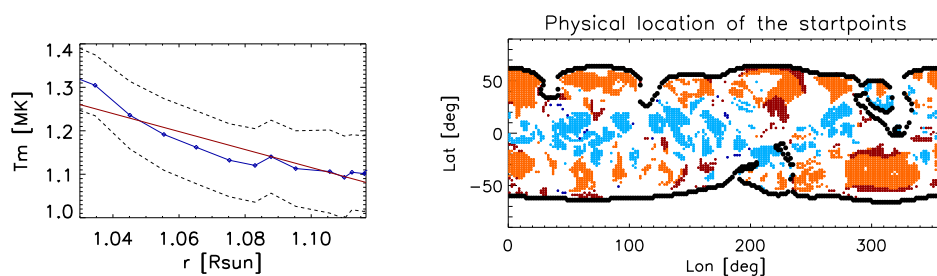 1.4
1.3
1.2
1.1
1.0
Tm [MK]
1.04 1.06 1.08 1.10
r [Rsun]
Physical location of the startpoints
50
0
−50
Lat [deg]
0 100 200 300
Lon [deg]